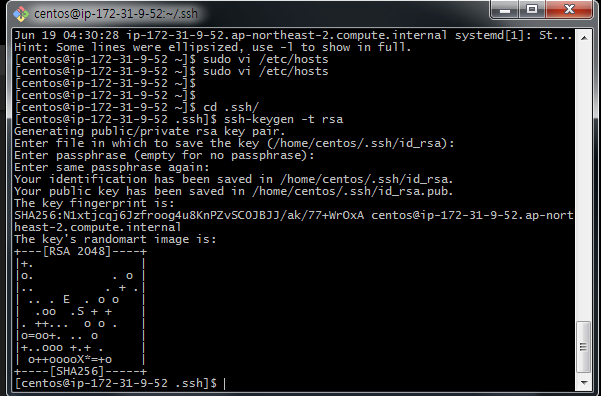 centos@ip-172-31-9-52:~/.ssh
Jun 19 04:30:28 ip-172-31-9-52.ap-northeast-2.compute.internal systemd[1]: St...
Hint: Some lines were ellipsized, use -l to show in full.
[centos@ip-172-31-9-52 ~]$ sudo vi /etc/hosts
[centos@ip-172-31-9-52 ~]$ sudo vi /etc/hosts
[centos@ip-172-31-9-52 ~]$
[centos@ip-172-31-9-52 ~]$
[centos@ip-172-31-9-52 ~]$ cd .ssh/
[centos@ip-172-31-9-52 .ssh]$ ssh-keygen -t rsa
Generating public/private rsa key pair.
Enter file in which to save the key (/home/centos/.ssh/id_rsa):
Enter passphrase (empty for no passphrase):
Enter same passphrase again:
Your identification has been saved in /home/centos/.ssh/id_rsa.
Your public key has been saved in /home/centos/.ssh/id_rsa.pub.
The key fingerprint is:
SHA256:N1xtjcqj6Jzfroog4u8KnPZvSCOJBJJ/ak/77+WrOxA centos@ip-172-31-9-52.ap-nort
heast-2.compute.internal
The key's randomart image is:
+---[RSA 2048]----+
|+.               |
|o.          . o  |
|..         . + . |
| .. . E  . o o   |
|  .oo  .S + +    |
|. ++...  o o .   |
|o=oo+. .. o      |
|+..ooo +.+ .     |
| o++ooooX*=+o    |
+----[SHA256]-----+
[centos@ip-172-31-9-52 .ssh]$